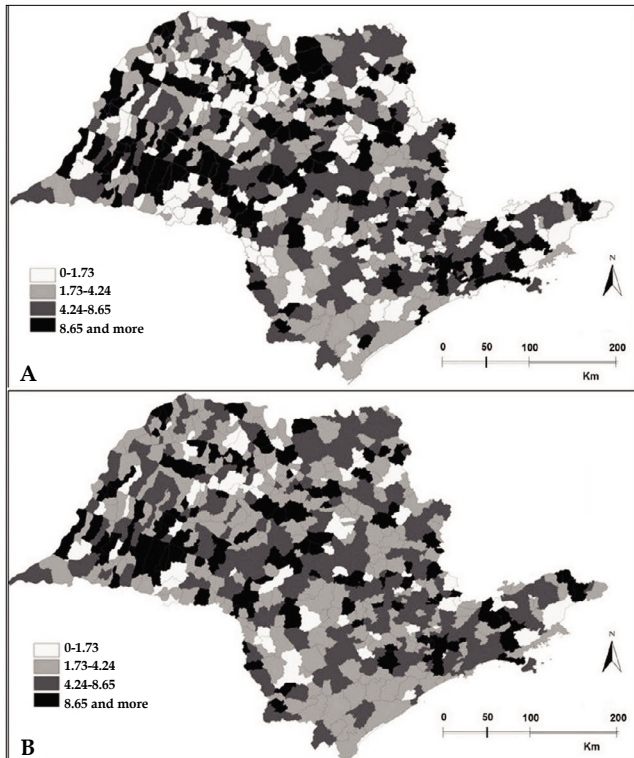 0-1.73
1.73-4.24
4.24-8.65
8.65 and more
N
0 50 100 200
Km
A
0-1.73
1.73-4.24
4.24-8.65
8.65 and more
N
0 50 100 200
Km
B